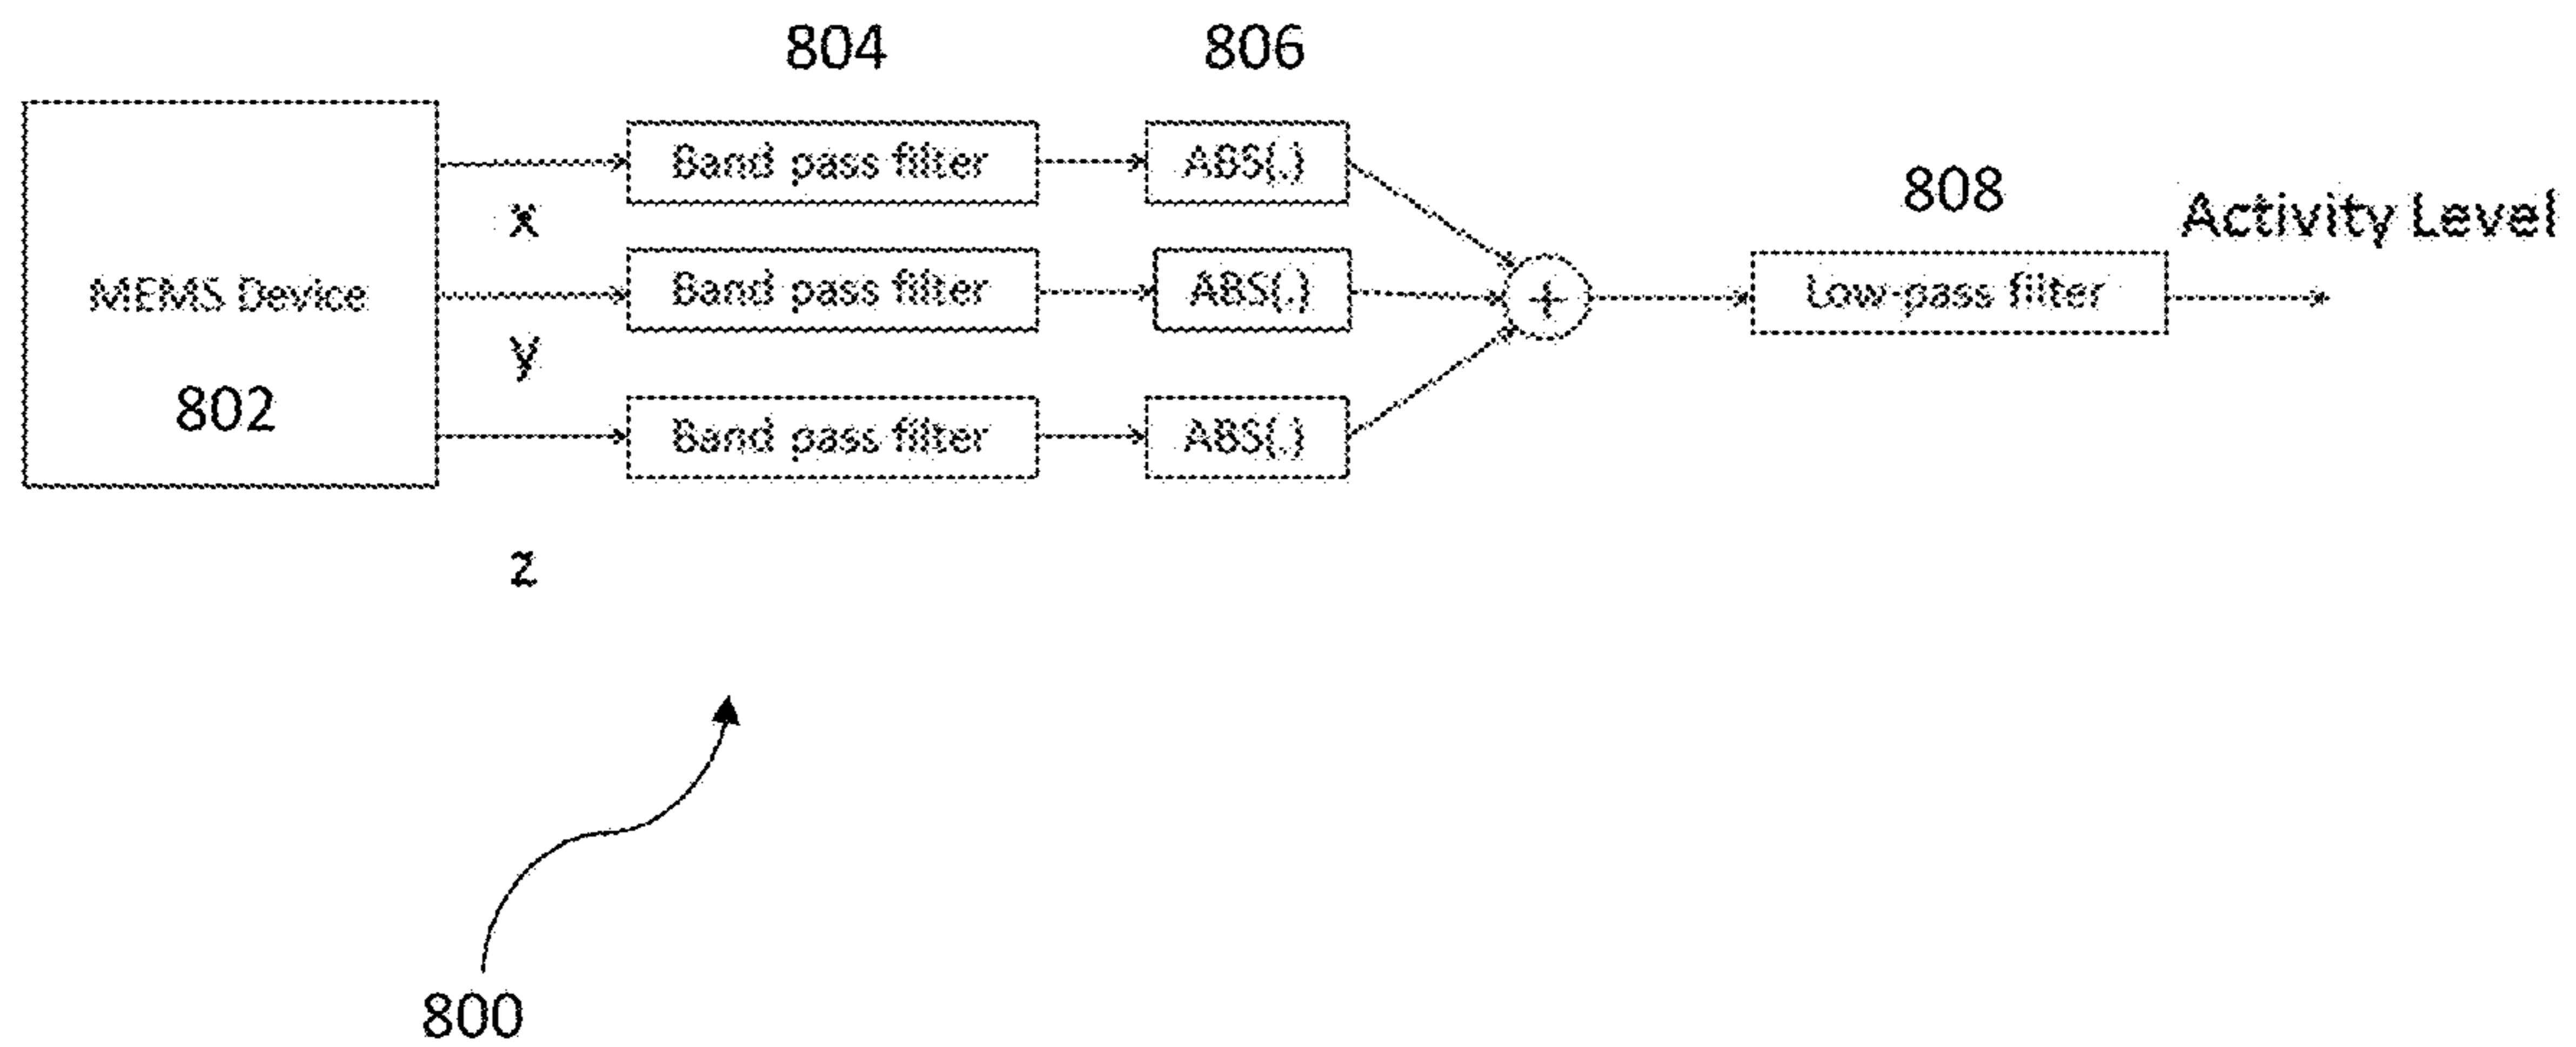 804
806
Band pass filter
ABS(.)
808
Activity Level
x
MEMS Device
Band pass filter
ABS(.)
+
Low-pass filter
y
802
Band pass filter
ABS(.)
z
800